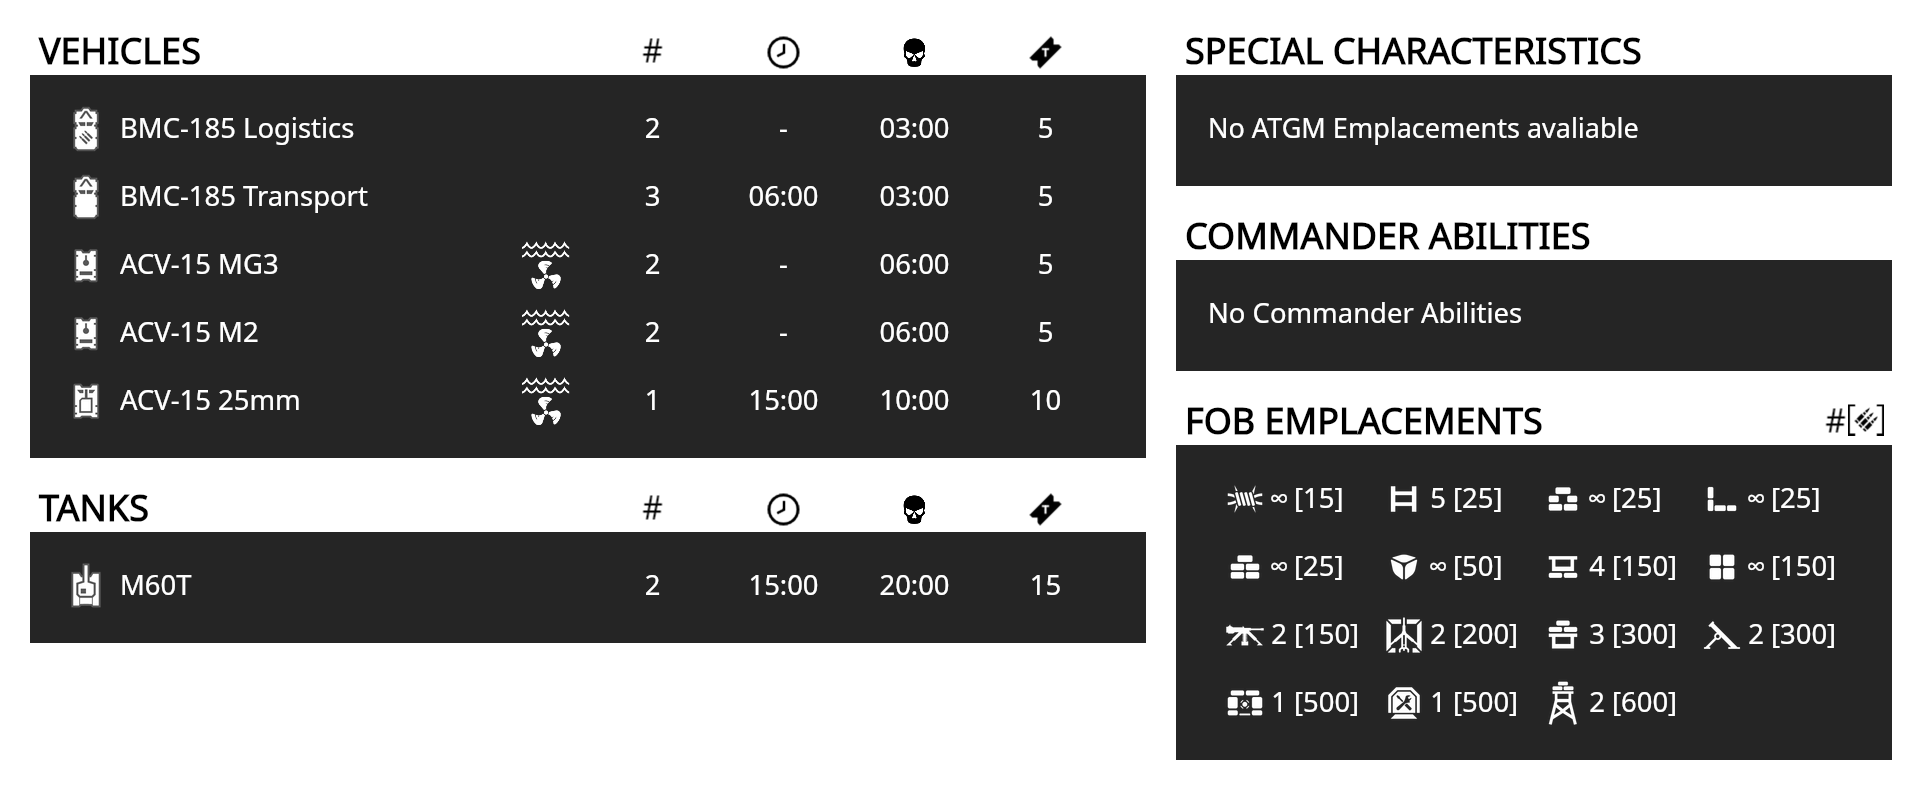 VEHICLES #
BMC-185 Logistics 2 - 03:00 5
BMC-185 Transport 3 06:00 03:00 5
ACV-15 MG3 2 - 06:00 5
ACV-15 M2 2 - 06:00 5
ACV-15 25mm 1 15:00 10:00 10
TANKS #
M60T 2 15:00 20:00 15
SPECIAL CHARACTERISTICS
No ATGM Emplacements avaliable
COMMANDER ABILITIES
No Commander Abilities
FOB EMPLACEMENTS #[]
∞ [15] 5 [25] ∞ [25] ∞ [25]
∞ [25] ∞ [50] 4 [150] ∞ [150]
2 [150] 2 [200] 3 [300] 2 [300]
1 [500] 1 [500] 2 [600]